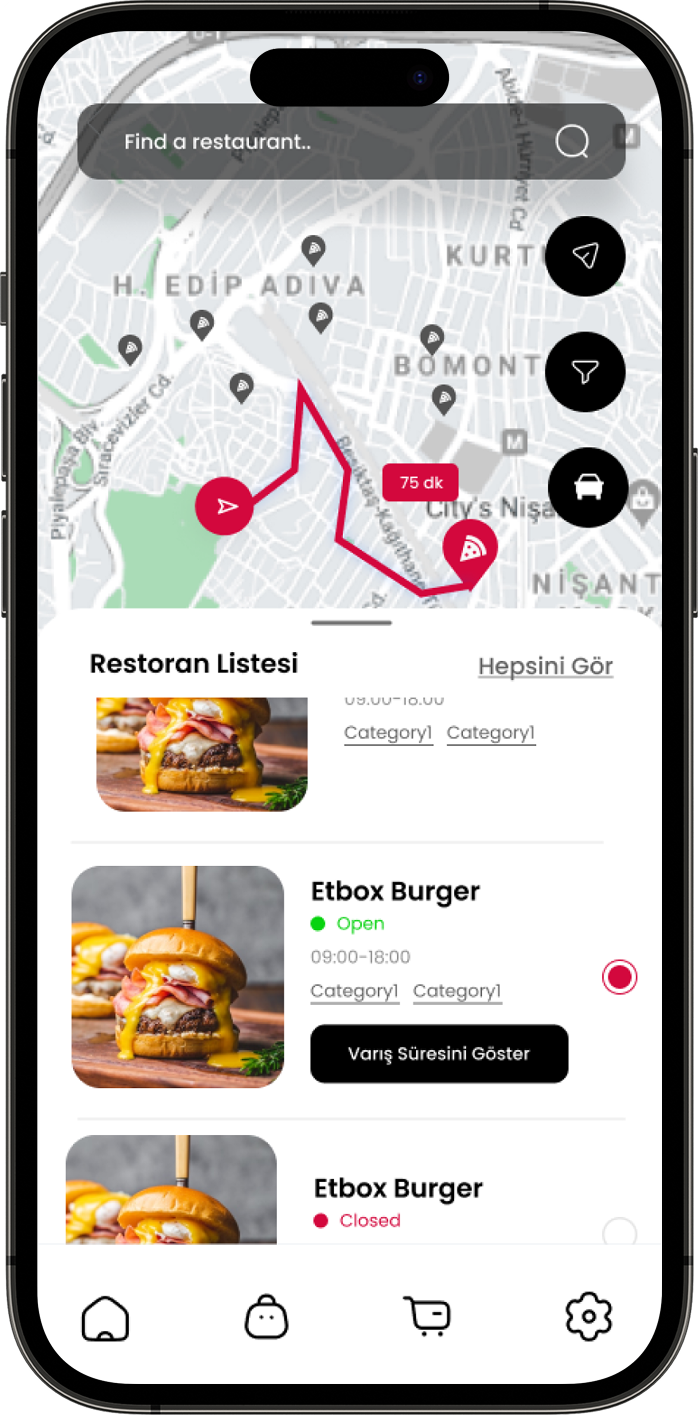 Find a restaurant..
Abide-i Hürriyet Cd
M
KURTU
H. EDİP ADIVA
BOMONT
Siracevizler Cd.
Piyalepaşa Blv.
M
75 dk
City's Nişa
Beşiktaş-Kağıthane T
NİŞANT
Cd.
Restoran Listesi
Hepsini Gör
09:00-18:00
Category1 Category1
Etbox Burger
Open
09:00-18:00
Category1 Category1
Varış Süresini Göster
Etbox Burger
Closed